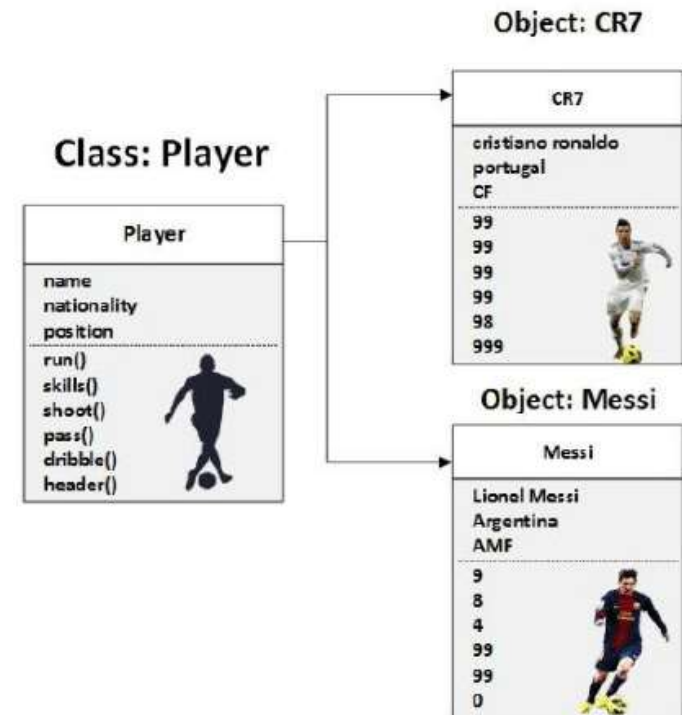 Class: Player
Player
name
nationality
position
run()
skills()
shoot()
pass()
dribble()
header()
Object: CR7
CR7
cristiano ronaldo
portugal
CF
99
99
99
99
98
999
Object: Messi
Messi
Lionel Messi
Argentina
AMF
9
8
4
99
99
0